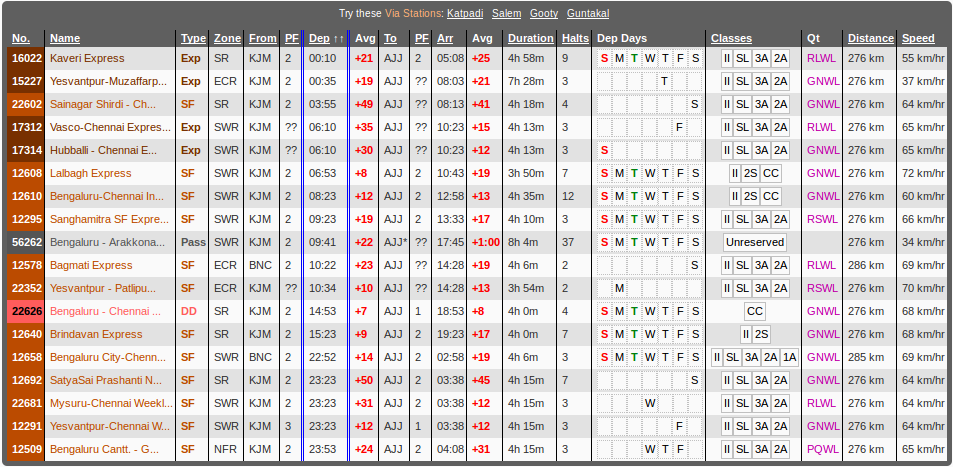 Try these Via Stations: Katpadi Salem Gooty Guntakal
No. Name Type Zone From PF Dep ↑↑ Avg To PF Arr Avg Duration Halts Dep Days Classes Qt Distance Speed
16022 Kaveri Express Exp SR KJM 2 00:10 +21 AJJ 2 05:08 +25 4h 58m 9 S M T W T F S II SL 3A 2A RLWL 276 km 55 km/hr
15227 Yesvantpur-Muzaffarp... Exp ECR KJM 2 00:35 +19 AJJ ?? 08:03 +21 7h 28m 3 T II SL 3A 2A GNWL 276 km 37 km/hr
22602 Sainagar Shirdi - Ch... SF SR KJM 2 03:55 +49 AJJ 2 08:13 +41 4h 18m 4 S II SL 3A 2A GNWL 276 km 64 km/hr
17312 Vasco-Chennai Expres... Exp SWR KJM ?? 06:10 +35 AJJ ?? 10:23 +15 4h 13m 3 F II SL 3A 2A RLWL 276 km 65 km/hr
17314 Hubballi - Chennai E... Exp SWR KJM ?? 06:10 +30 AJJ ?? 10:23 +12 4h 13m 3 S II SL 3A 2A GNWL 276 km 65 km/hr
12608 Lalbagh Express SF SWR KJM 2 06:53 +8 AJJ 2 10:43 +19 3h 50m 7 S M T W T F S II 2S CC GNWL 276 km 72 km/hr
12610 Bengaluru-Chennai In... SF SWR KJM 2 08:23 +12 AJJ 2 12:58 +13 4h 35m 12 S M T W T F S II 2S CC GNWL 276 km 60 km/hr
12295 Sanghamitra SF Expre... SF SWR KJM 2 09:23 +19 AJJ 2 13:33 +17 4h 10m 3 S M T W T F S II SL 3A 2A RSWL 276 km 66 km/hr
56262 Bengaluru - Arakkona... Pass SWR KJM 2 09:41 +22 AJJ* ?? 17:45 +1:00 8h 4m 37 S M T W T F S Unreserved 276 km 34 km/hr
12578 Bagmati Express SF ECR BNC 2 10:22 +23 AJJ ?? 14:28 +19 4h 6m 2 S II SL 3A 2A RLWL 286 km 69 km/hr
22352 Yesvantpur - Patlipu... SF ECR KJM ?? 10:34 +10 AJJ ?? 14:28 +13 3h 54m 2 M II SL 3A 2A RSWL 276 km 70 km/hr
22626 Bengaluru - Chennai ... DD SR KJM 2 14:53 +7 AJJ 1 18:53 +8 4h 0m 4 S M T W T F S CC GNWL 276 km 68 km/hr
12640 Brindavan Express SF SR KJM 2 15:23 +9 AJJ 2 19:23 +17 4h 0m 7 S M T W T F S II 2S GNWL 276 km 68 km/hr
12658 Bengaluru City-Chenn... SF SWR BNC 2 22:52 +14 AJJ 2 02:58 +19 4h 6m 3 S M T W T F S II SL 3A 2A 1A GNWL 285 km 69 km/hr
12692 SatyaSai Prashanti N... SF SR KJM 2 23:23 +50 AJJ 2 03:38 +45 4h 15m 7 S II SL 3A 2A GNWL 276 km 64 km/hr
22681 Mysuru-Chennai Weekl... SF SWR KJM 2 23:23 +31 AJJ 2 03:38 +12 4h 15m 3 W II SL 3A 2A RLWL 276 km 64 km/hr
12291 Yesvantpur-Chennai W... SF SWR KJM 3 23:23 +12 AJJ 1 03:38 +12 4h 15m 3 F II SL 3A 2A GNWL 276 km 64 km/hr
12509 Bengaluru Cantt. - G... SF NFR KJM 2 23:53 +24 AJJ 2 04:08 +31 4h 15m 2 W T F II SL 3A 2A PQWL 276 km 64 km/hr